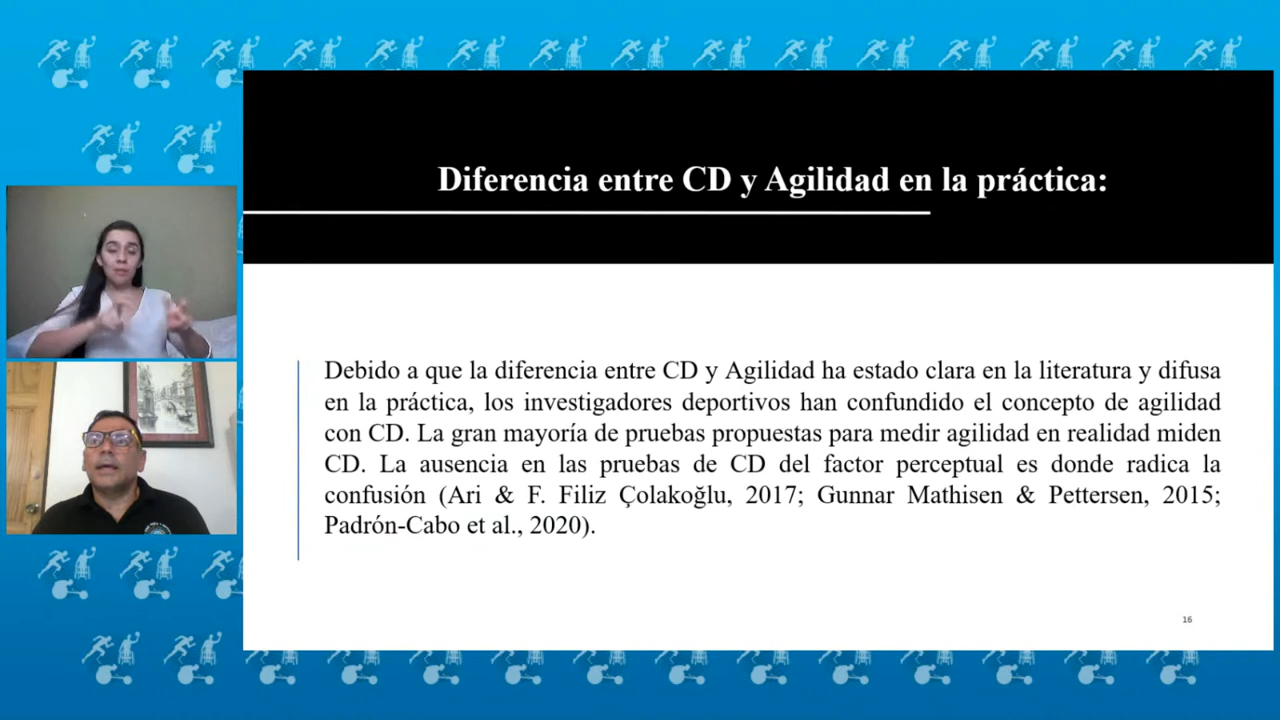 Diferencia entre CD y Agilidad en la práctica:
Debido a que la diferencia entre CD y Agilidad ha estado clara en la literatura y difusa
en la práctica, los investigadores deportivos han confundido el concepto de agilidad
con CD. La gran mayoría de pruebas propuestas para medir agilidad en realidad miden
CD. La ausencia en las pruebas de CD del factor perceptual es donde radica la
confusión (Ari & F. Filiz Çolakoğlu, 2017; Gunnar Mathisen & Pettersen, 2015;
Padrón-Cabo et al., 2020).
16